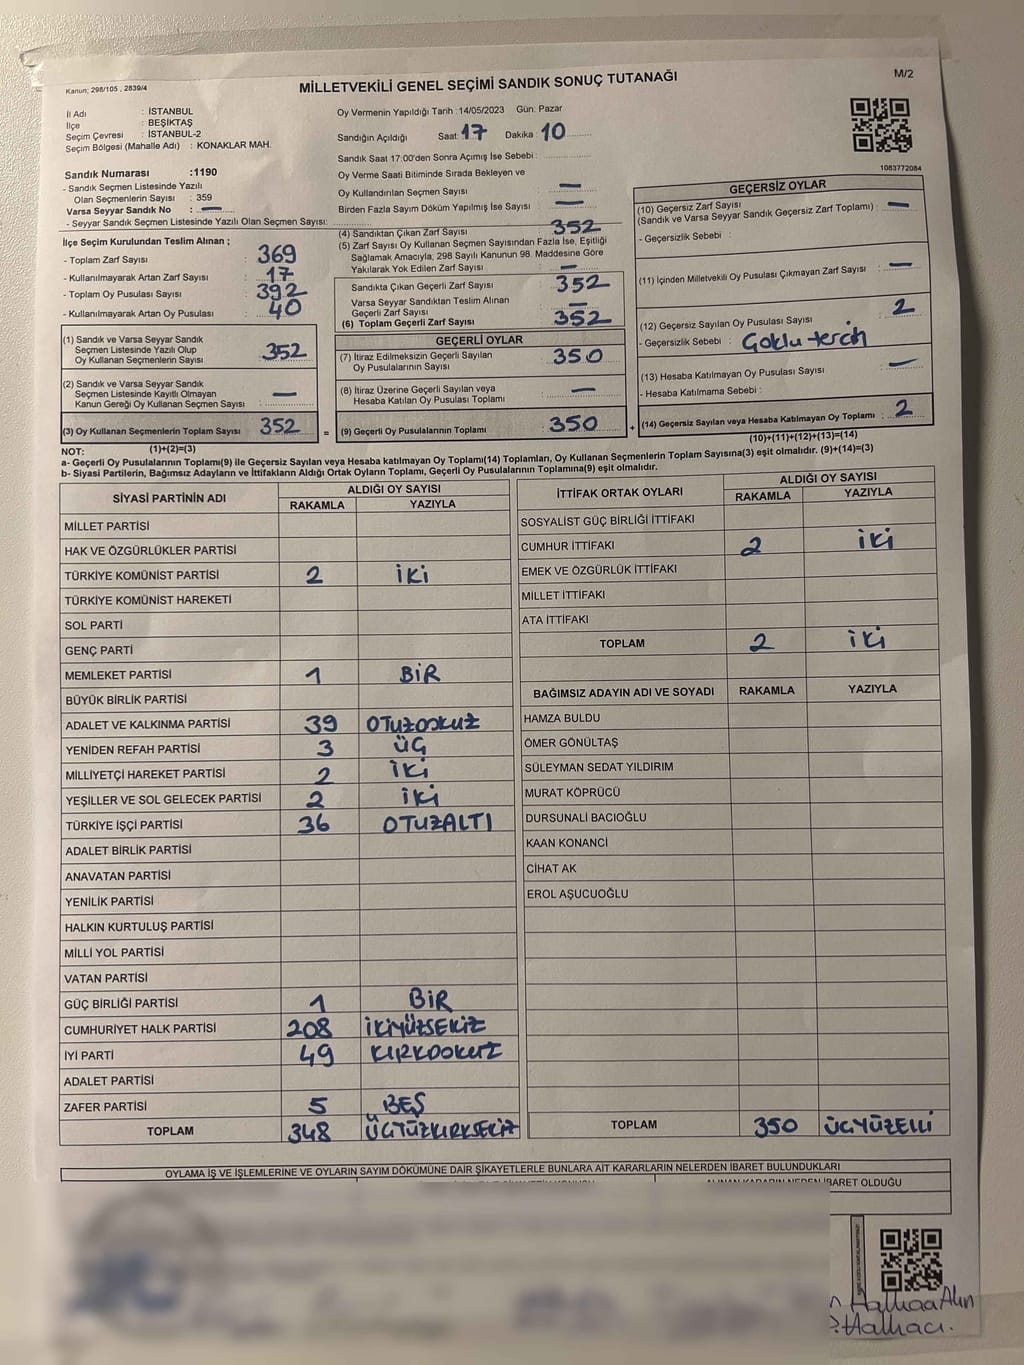 Kanun; 298/105 , 2839/4
MİLLETVEKİLİ GENEL SEÇİMİ SANDIK SONUÇ TUTANAĞI
M/2
İl Adı : İSTANBUL
İlçe : BEŞİKTAŞ
Seçim Çevresi : İSTANBUL-2
Seçim Bölgesi (Mahalle Adı) : KONAKLAR MAH.
Sandık Numarası :1190
- Sandık Seçmen Listesinde Yazılı
Olan Seçmenlerin Sayısı : 359
Varsa Seyyar Sandık No : —
- Seyyar Sandık Seçmen Listesinde Yazılı Olan Seçmen Sayısı:
İlçe Seçim Kurulundan Teslim Alınan ;
- Toplam Zarf Sayısı : 369
- Kullanılmayarak Artan Zarf Sayısı : 17
- Toplam Oy Pusulası Sayısı : 392
- Kullanılmayarak Artan Oy Pusulası : 40
(1) Sandık ve Varsa Seyyar Sandık
Seçmen Listesinde Yazılı Olup
Oy Kullanan Seçmenlerin Sayısı : 352
(2) Sandık ve Varsa Seyyar Sandık
Seçmen Listesinde Kayıtlı Olmayan
Kanun Gereği Oy Kullanan Seçmen Sayısı : —
(3) Oy Kullanan Seçmenlerin Toplam Sayısı : 352
(1)+(2)=(3)
Oy Vermenin Yapıldığı Tarih :14/05/2023 Gün: Pazar
Sandığın Açıldığı Saat: 17 Dakika : 10
Sandık Saat 17:00'den Sonra Açmış İse Sebebi :
Oy Verme Saati Bitiminde Sırada Bekleyen ve
Oy Kullandırılan Seçmen Sayısı : —
Birden Fazla Sayım Döküm Yapılmış İse Sayısı : —
(4) Sandıktan Çıkan Zarf Sayısı : 352
(5) Zarf Sayısı Oy Kullanan Seçmen Sayısından Fazla İse, Eşitliği
Sağlamak Amacıyla, 298 Sayılı Kanunun 98. Maddesine Göre
Yakılarak Yok Edilen Zarf Sayısı : —
Sandıkta Çıkan Geçerli Zarf Sayısı : 352
Varsa Seyyar Sandıktan Teslim Alınan
Geçerli Zarf Sayısı : —
(6) Toplam Geçerli Zarf Sayısı : 352
GEÇERLİ OYLAR
(7) İtiraz Edilmeksizin Geçerli Sayılan
Oy Pusulalarının Sayısı : 350
(8) İtiraz Üzerine Geçerli Sayılan veya
Hesaba Katılan Oy Pusulası Toplamı : —
= (9) Geçerli Oy Pusulalarının Toplamı : 350
1083772084
GEÇERSİZ OYLAR
(10) Geçersiz Zarf Sayısı
(Sandık ve Varsa Seyyar Sandık Geçersiz Zarf Toplamı) : —
- Geçersizlik Sebebi :
(11) İçinden Milletvekili Oy Pusulası Çıkmayan Zarf Sayısı : —
(12) Geçersiz Sayılan Oy Pusulası Sayısı : 2
- Geçersizlik Sebebi : Çoklu tercih
(13) Hesaba Katılmayan Oy Pusulası Sayısı : —
- Hesaba Katılmama Sebebi :
+ (14) Geçersiz Sayılan veya Hesaba Katılmayan Oy Toplamı : 2
(10)+(11)+(12)+(13)=(14)
NOT:
a- Geçerli Oy Pusulalarının Toplamı(9) ile Geçersiz Sayılan veya Hesaba katılmayan Oy Toplamı(14) Toplamları, Oy Kullanan Seçmenlerin Toplam Sayısına(3) eşit olmalıdır. (9)+(14)=(3)
b- Siyasi Partilerin, Bağımsız Adayların ve İttifakların Aldığı Ortak Oyların Toplamı, Geçerli Oy Pusulalarının Toplamına(9) eşit olmalıdır.
SİYASİ PARTİNİN ADI ALDIĞI OY SAYISI
RAKAMLA YAZIYLA
MİLLET PARTİSİ
HAK VE ÖZGÜRLÜKLER PARTİSİ
TÜRKİYE KOMÜNİST PARTİSİ 2 İKİ
TÜRKİYE KOMÜNİST HAREKETİ
SOL PARTİ
GENÇ PARTİ
MEMLEKET PARTİSİ 1 BİR
BÜYÜK BİRLİK PARTİSİ
ADALET VE KALKINMA PARTİSİ 39 OTUZDOKUZ
YENİDEN REFAH PARTİSİ 3 ÜÇ
MİLLİYETÇİ HAREKET PARTİSİ 2 İKİ
YEŞİLLER VE SOL GELECEK PARTİSİ 2 İKİ
TÜRKİYE İŞÇİ PARTİSİ 36 OTUZALTI
ADALET BİRLİK PARTİSİ
ANAVATAN PARTİSİ
YENİLİK PARTİSİ
HALKIN KURTULUŞ PARTİSİ
MİLLİ YOL PARTİSİ
VATAN PARTİSİ
GÜÇ BİRLİĞİ PARTİSİ 1 BİR
CUMHURİYET HALK PARTİSİ 208 İKİYÜZSEKİZ
İYİ PARTİ 49 KIRKDOKUZ
ADALET PARTİSİ
ZAFER PARTİSİ 5 BEŞ
TOPLAM 348 ÜÇYÜZKIRKSEKİZ
İTTİFAK ORTAK OYLARI ALDIĞI OY SAYISI
RAKAMLA YAZIYLA
SOSYALİST GÜÇ BİRLİĞİ İTTİFAKI
CUMHUR İTTİFAKI 2 İKİ
EMEK VE ÖZGÜRLÜK İTTİFAKI
MİLLET İTTİFAKI
ATA İTTİFAKI
TOPLAM 2 İKİ
BAĞIMSIZ ADAYIN ADI VE SOYADI RAKAMLA YAZIYLA
HAMZA BULDU
ÖMER GÖNÜLTAŞ
SÜLEYMAN SEDAT YILDIRIM
MURAT KÖPRÜCÜ
DURSUNALİ BACIOĞLU
KAAN KONANCİ
CİHAT AK
EROL AŞUCUOĞLU
TOPLAM 350 ÜÇYÜZELLİ
OYLAMA İŞ VE İŞLEMLERİNE VE OYLARIN SAYIM DÖKÜMÜNE DAİR ŞİKAYETLERLE BUNLARA AİT KARARLARIN NELERDEN İBARET BULUNDUKLARI
ALINAN KARARIN NEDEN İBARET OLDUĞU